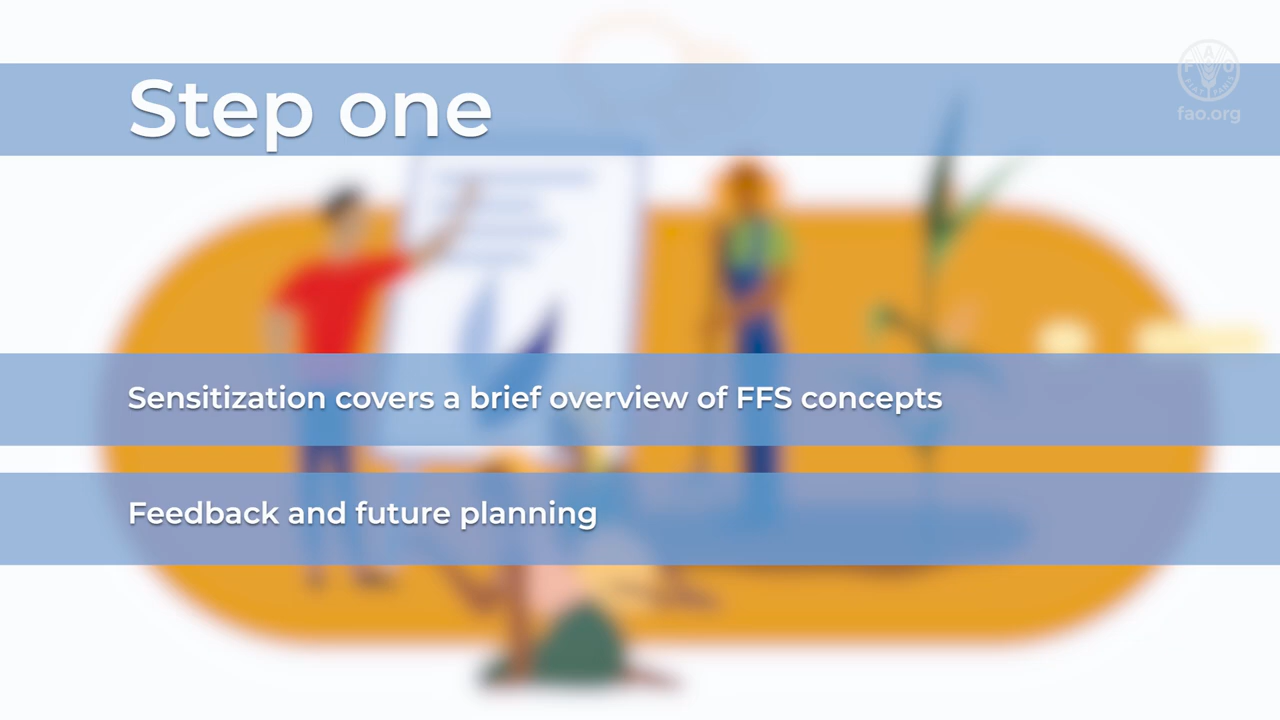 Step one
fao.org
Sensitization covers a brief overview of FFS concepts
Feedback and future planning